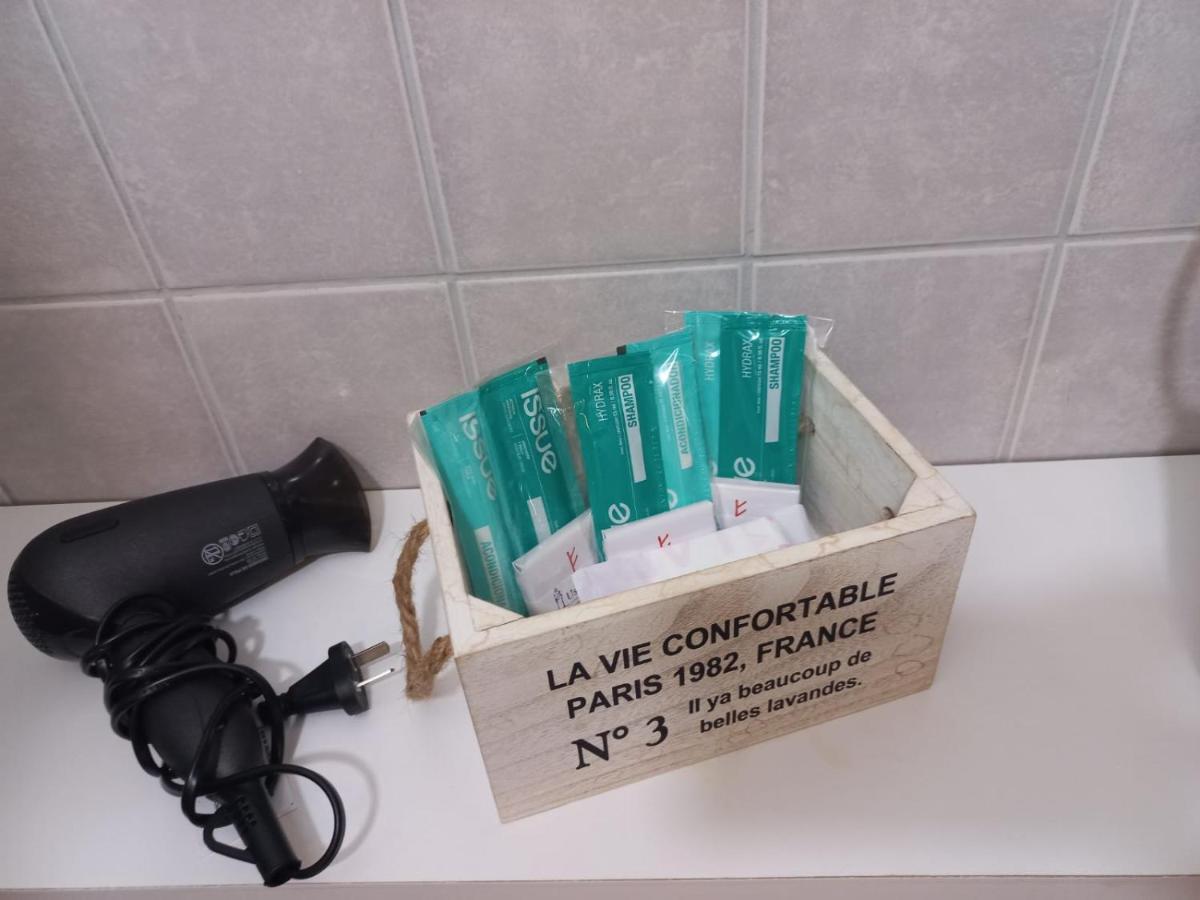 HYDRAX
SHAMPOO
HYDRAX
HYDRAX
SHAMPOO
ACONDICIONADOR
issue
issue
LA VIE CONFORTABLE
PARIS 1982, FRANCE
N° 3
Il ya beaucoup de
belles lavandes.